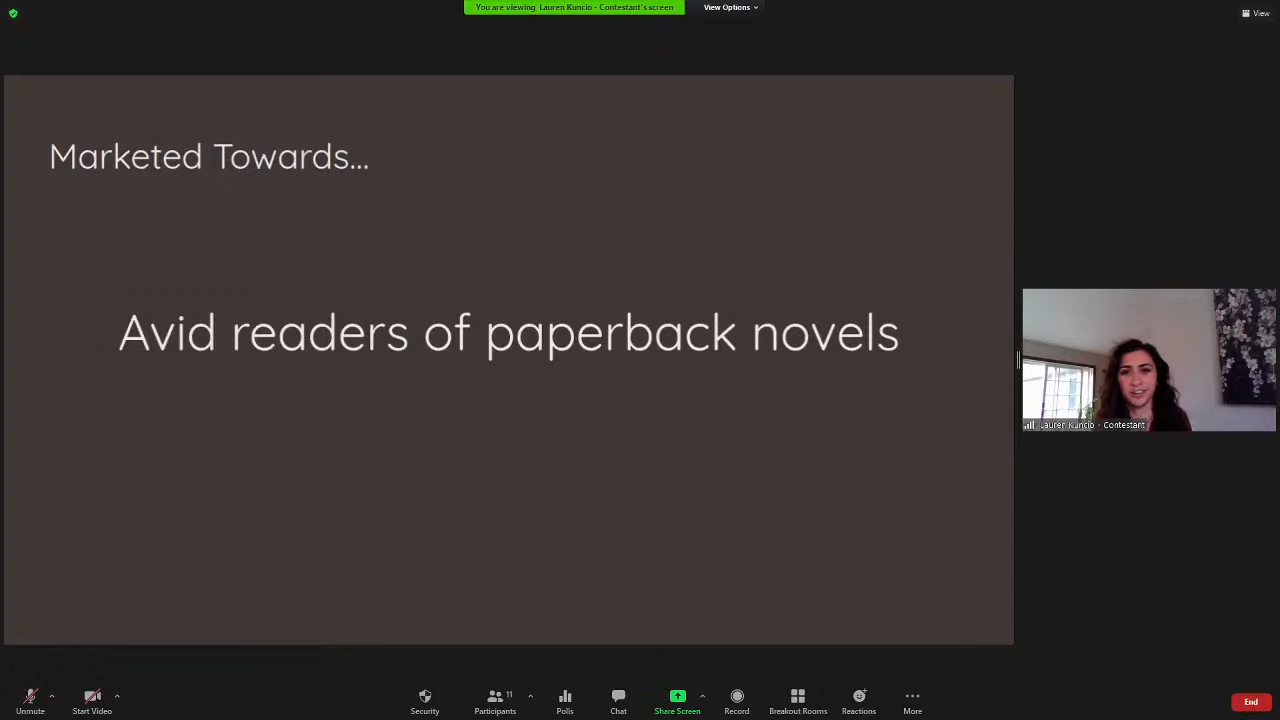 You are viewing Lauren Kuncio - Contestant's screen
View Options
View
Marketed Towards...
Avid readers of paperback novels
Lauren Kuncio - Contestant
Unmute
Start Video
Security
Participants
11
Polls
Chat
Share Screen
Record
Breakout Rooms
Reactions
More
End